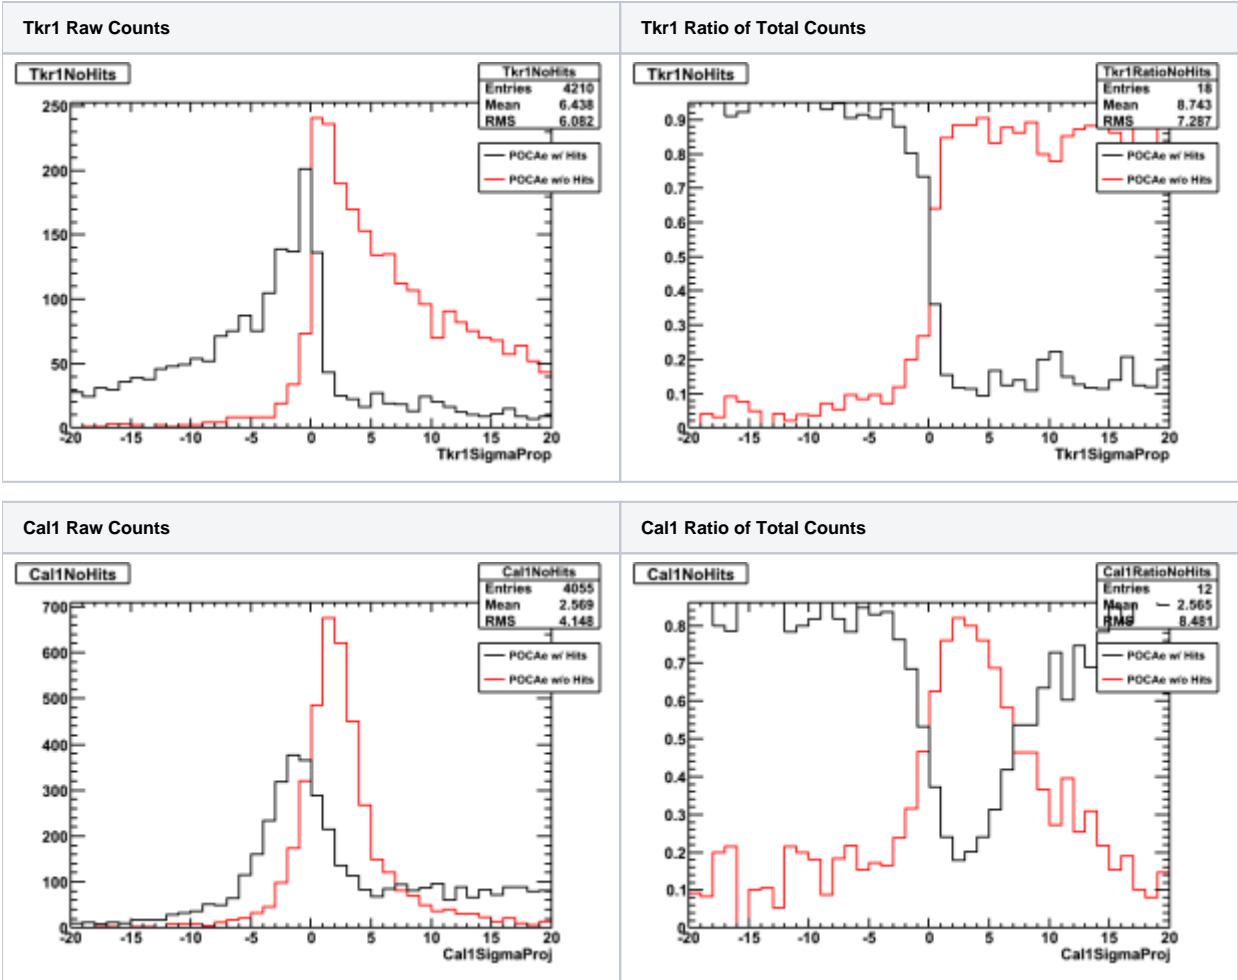 Tkr1 Raw Counts
Tkr1 Ratio of Total Counts
Tkr1NoHits
Tkr1NoHits
Entries 4210
Mean 6.438
RMS 6.082
POCAe w/ Hits
POCAe w/o Hits
250
200
150
100
50
0
-20 -15 -10 -5 0 5 10 15 20
Tkr1SigmaProp
Tkr1NoHits
Tkr1RatioNoHits
Entries 18
Mean 8.743
RMS 7.287
POCAe w/ Hits
POCAe w/o Hits
0.9
0.8
0.7
0.6
0.5
0.4
0.3
0.2
0.1
0
-20 -15 -10 -5 0 5 10 15 20
Tkr1SigmaProp
Cal1 Raw Counts
Cal1 Ratio of Total Counts
Cal1NoHits
Cal1NoHits
Entries 4055
Mean 2.569
RMS 4.148
POCAe w/ Hits
POCAe w/o Hits
700
600
500
400
300
200
100
0
-20 -15 -10 -5 0 5 10 15 20
Cal1SigmaProj
Cal1NoHits
Cal1RatioNoHits
Entries 12
Mean 2.565
RMS 8.481
POCAe w/ Hits
POCAe w/o Hits
0.8
0.7
0.6
0.5
0.4
0.3
0.2
0.1
0
-20 -15 -10 -5 0 5 10 15 20
Cal1SigmaProj